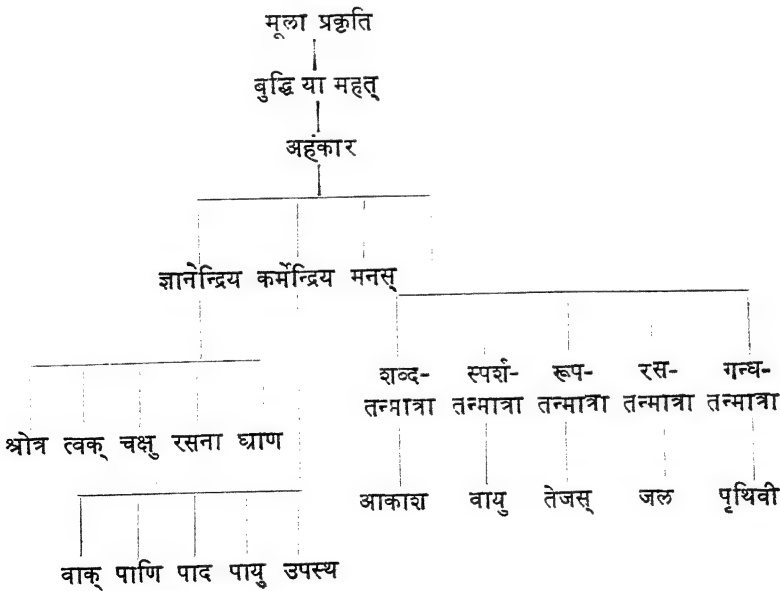 मूला प्रकृति
बुद्धि या महत्
अहंकार
ज्ञानेन्द्रिय कर्मेन्द्रिय मनस्
शब्द- स्पर्श- रूप- रस- गन्ध-
तन्मात्रा तन्मात्रा तन्मात्रा तन्मात्रा तन्मात्रा
श्रोत्र त्वक् चक्षु रसना घ्राण
आकाश वायु तेजस् जल पृथिवी
वाक् पाणि पाद पायु उपस्थ